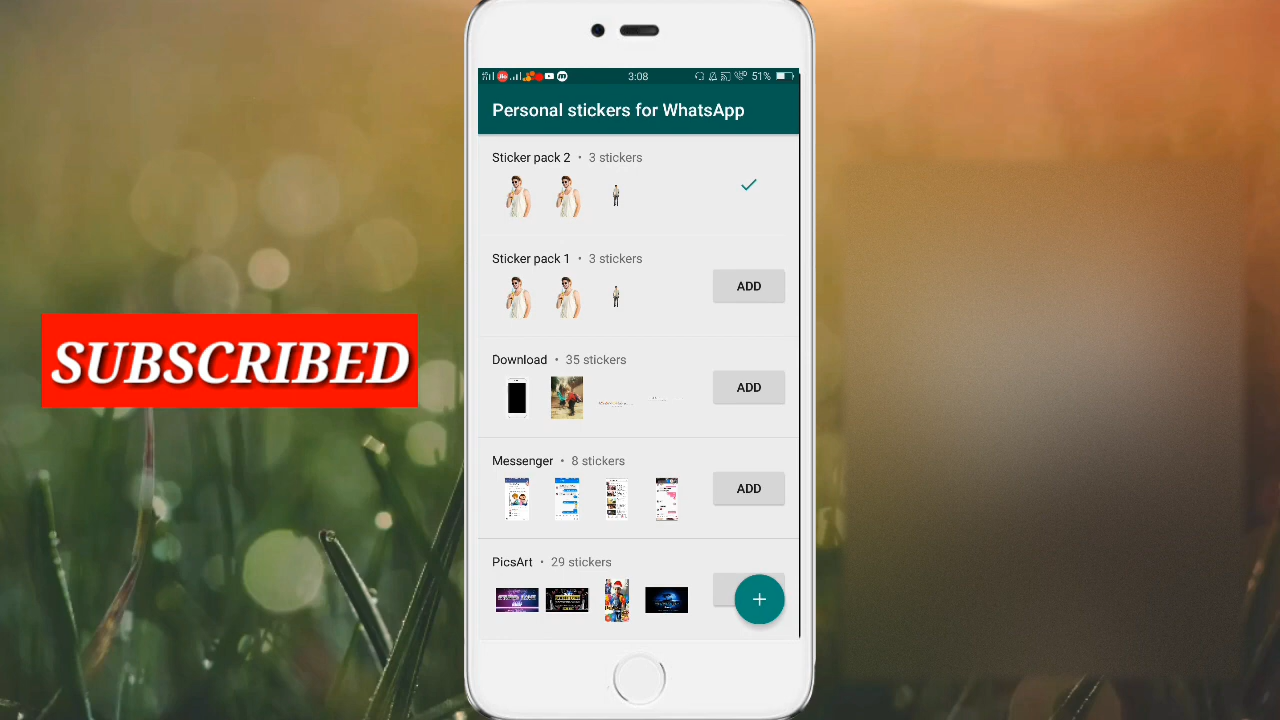 3:08
51%
Personal stickers for WhatsApp
Sticker pack 2 • 3 stickers
Sticker pack 1 • 3 stickers
ADD
SUBSCRIBED
Download • 35 stickers
ADD
Messenger • 8 stickers
ADD
PicsArt • 29 stickers